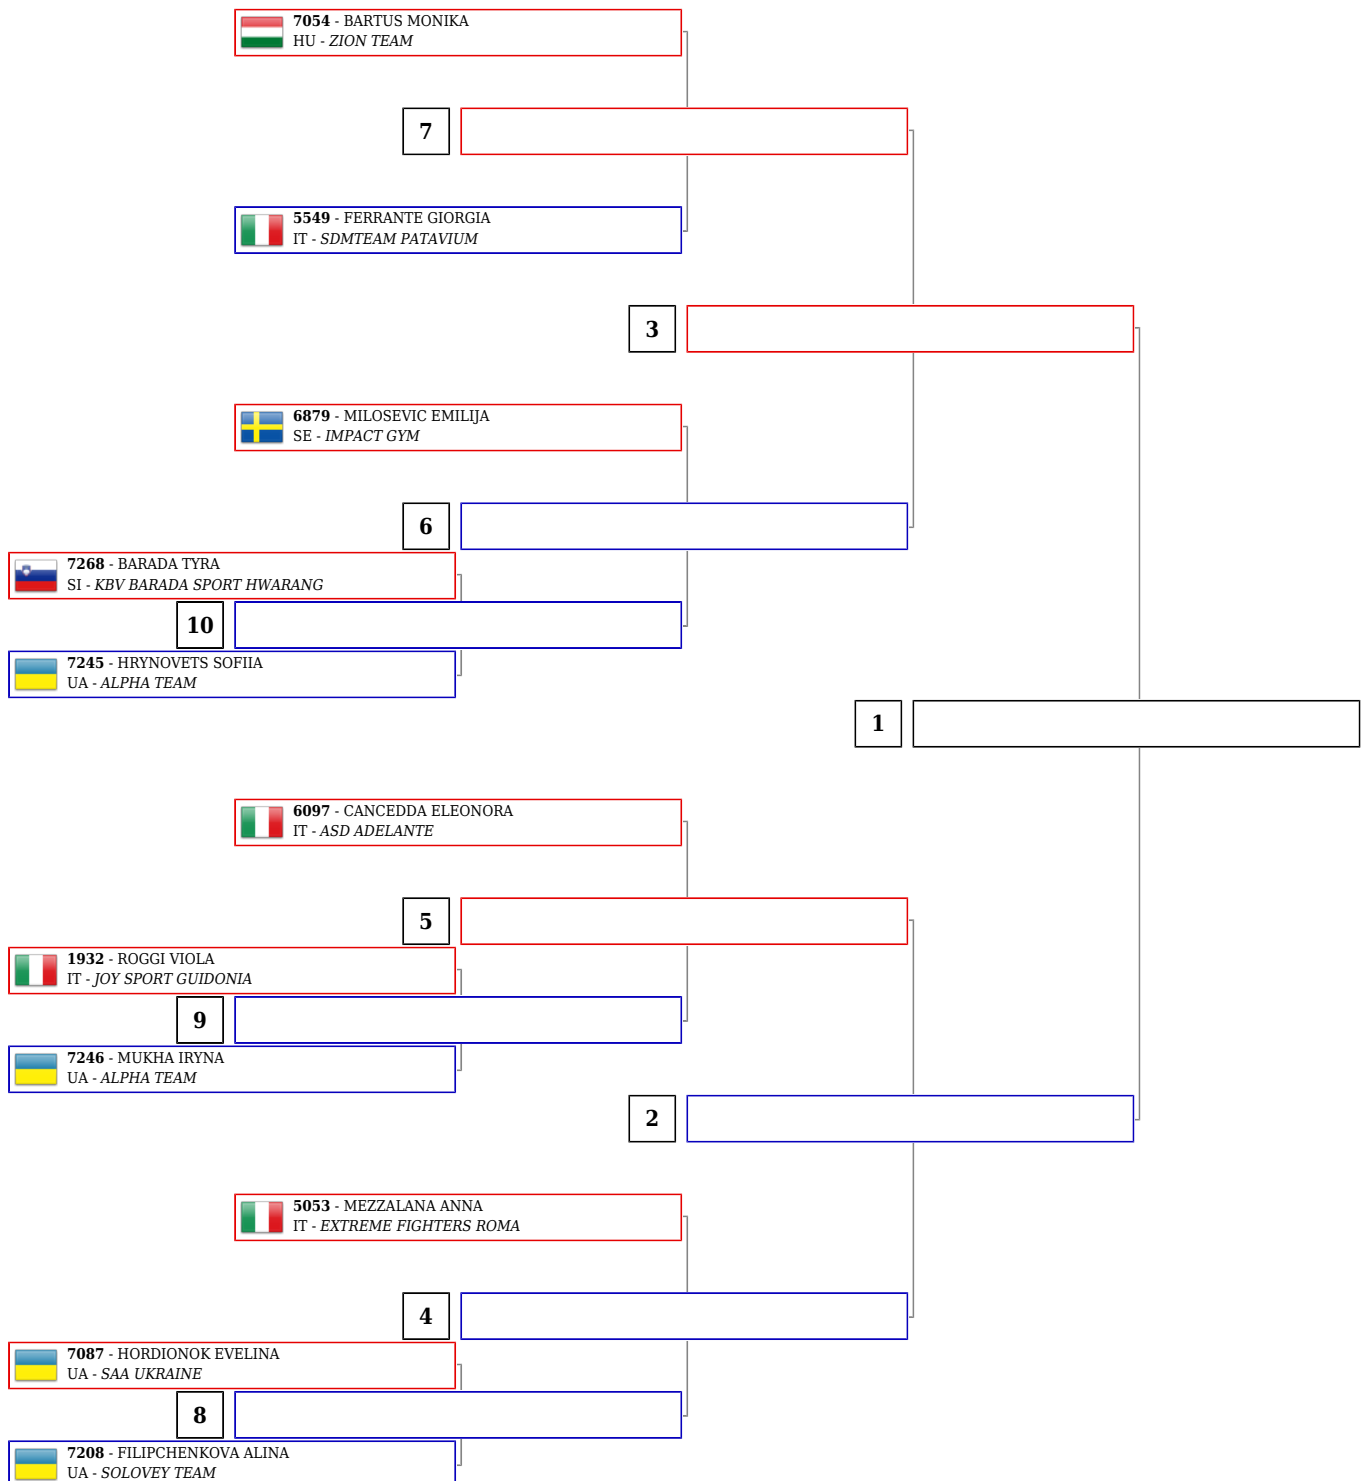 7054 - BARTUS MONIKA
HU - ZION TEAM
7
5549 - FERRANTE GIORGIA
IT - SDMTEAM PATAVIUM
3
6879 - MILOSEVIC EMILIJA
SE - IMPACT GYM
6
7268 - BARADA TYRA
SI - KBV BARADA SPORT HWARANG
10
7245 - HRYNOVETS SOFIIA
UA - ALPHA TEAM
1
6097 - CANCEDDA ELEONORA
IT - ASD ADELANTE
5
1932 - ROGGI VIOLA
IT - JOY SPORT GUIDONIA
9
7246 - MUKHA IRYNA
UA - ALPHA TEAM
2
5053 - MEZZALANA ANNA
IT - EXTREME FIGHTERS ROMA
4
7087 - HORDIONOK EVELINA
UA - SAA UKRAINE
8
7208 - FILIPCHENKOVA ALINA
UA - SOLOVEY TEAM